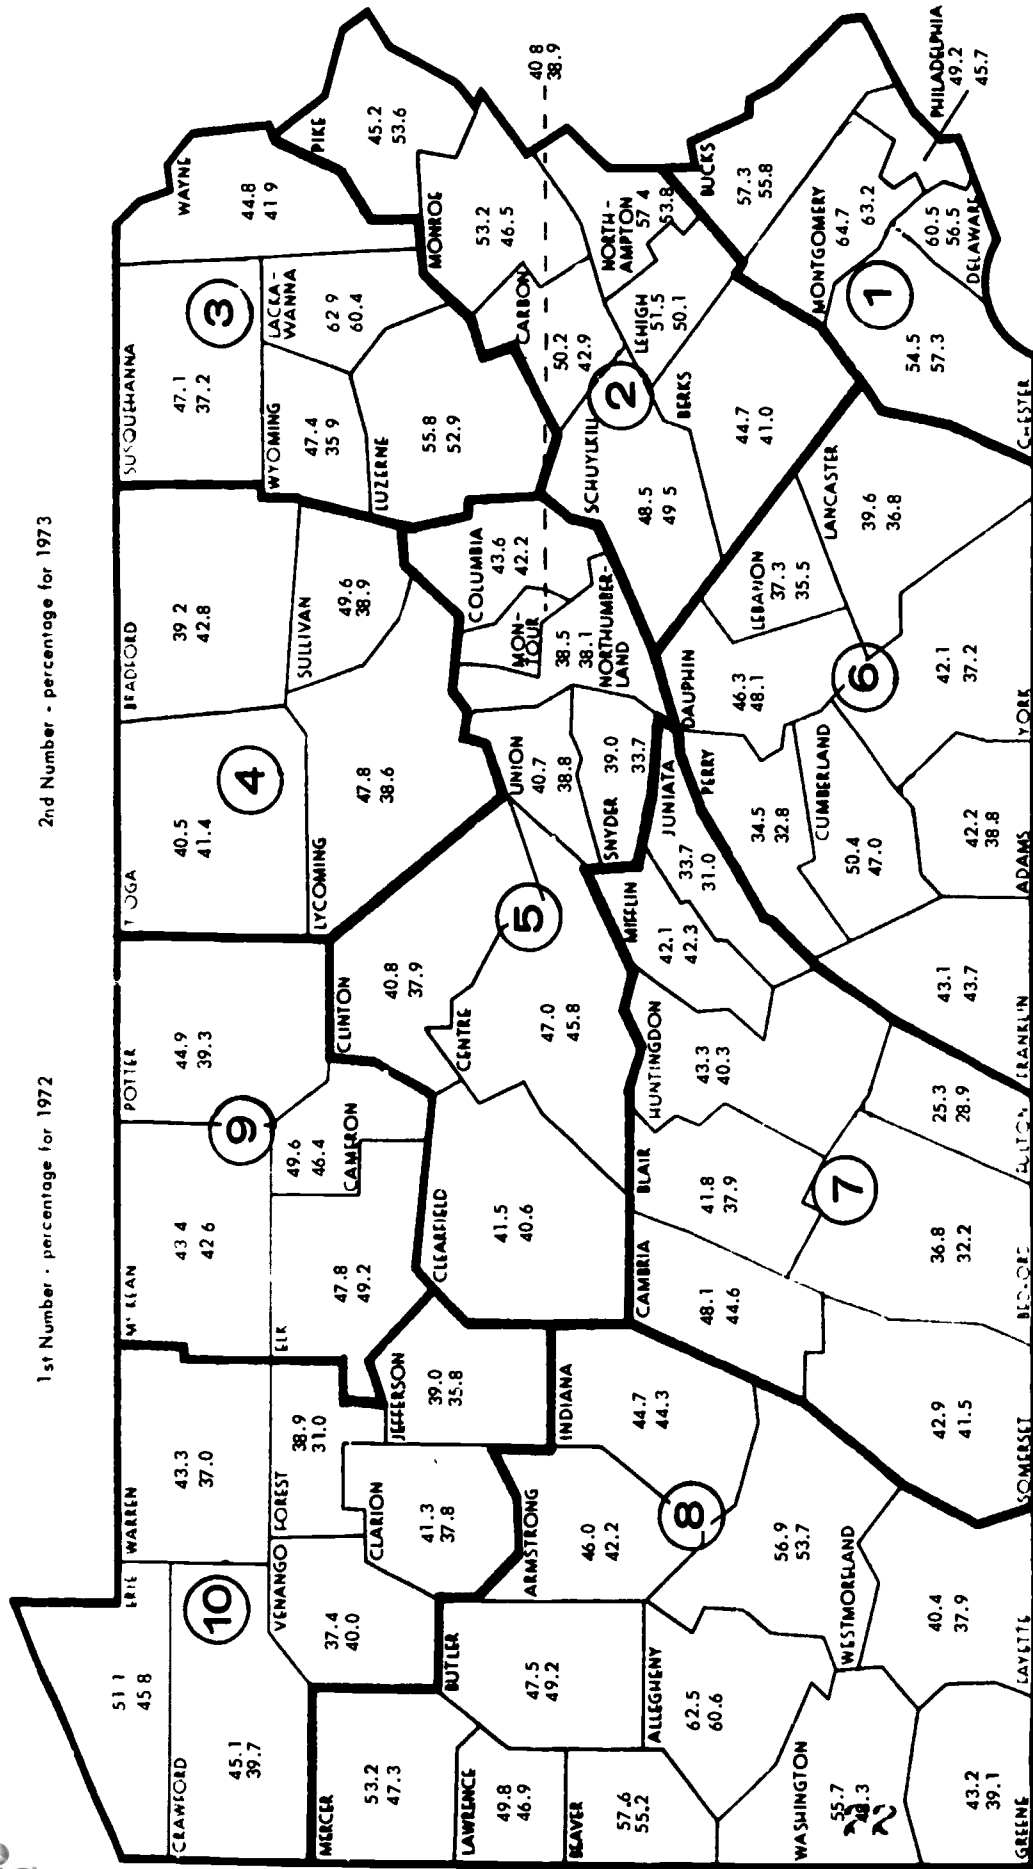 1st Number - percentage for 1972
2nd Number - percentage for 1973
ERIE
51 1
45 8
CRAWFORD
45.1
39.7
10
WARREN
43.3
37.0
FOREST
38.9
31.0
VENANGO
37.4
40.0
CLARION
41.3
37.8
JEFFERSON
39.0
35.8
MERCER
53.2
47.3
LAWRENCE
49.8
46.9
BUTLER
47.5
49.2
BEAVER
57.6
55.2
ALLEGHENY
62.5
60.6
ARMSTRONG
46.0
42.2
INDIANA
44.7
44.3
8
WESTMORELAND
56.9
53.7
WASHINGTON
55.7
48.3
GREENE
43.2
39.1
FAYETTE
40.4
37.9
McKEAN
43 4
42 6
POTTER
44.9
39.3
9
ELK
47.8
49.2
CAMERON
49.6
46.4
TIOGA
40.5
41.4
BRADFORD
39 2
42.8
4
SULLIVAN
49.6
38.9
LYCOMING
47.8
38.6
CLINTON
40.8
37.9
CENTRE
47.0
45.8
CLEARFIELD
41.5
40.6
5
UNION
40.7
38.8
SNYDER
39.0
33.7
COLUMBIA
43.6
42.2
MON-
TOUR
40 8
38.9
NORTHUMBER-
LAND
38.5
38.1
SUSQUEHANNA
47.1
37.2
3
WAYNE
44.8
41 9
WYOMING
47.4
35 9
LACKA-
WANNA
62 9
60.4
LUZERNE
55.8
52.9
PIKE
45.2
53.6
MONROE
53.2
46.5
CARBON
50.2
42.9
NORTH-
AMPTON
57 4
53.8
LEHIGH
51.5
50.1
2
SCHUYLKILL
48.5
49 5
BERKS
44.7
41.0
BUCKS
57.3
55.8
MONTGOMERY
64.7
63.2
PHILADELPHIA
49.2
45.7
DELAWARE
60.5
56.5
1
CHESTER
54.5
57.3
LANCASTER
39.6
36.8
LEBANON
37.3
35.5
DAUPHIN
46.3
48.1
6
YORK
42.1
37.2
PERRY
34.5
32.8
CUMBERLAND
50.4
47.0
ADAMS
42.2
38.8
FRANKLIN
43.1
43.7
JUNIATA
33.7
31.0
MIFFLIN
42.1
42.3
HUNTINGDON
43.3
40.3
BLAIR
41.8
37.9
CAMBRIA
48.1
44.6
7
FULTON
25.3
28.9
BEDFORD
36.8
32.2
SOMERSET
42.9
41.5